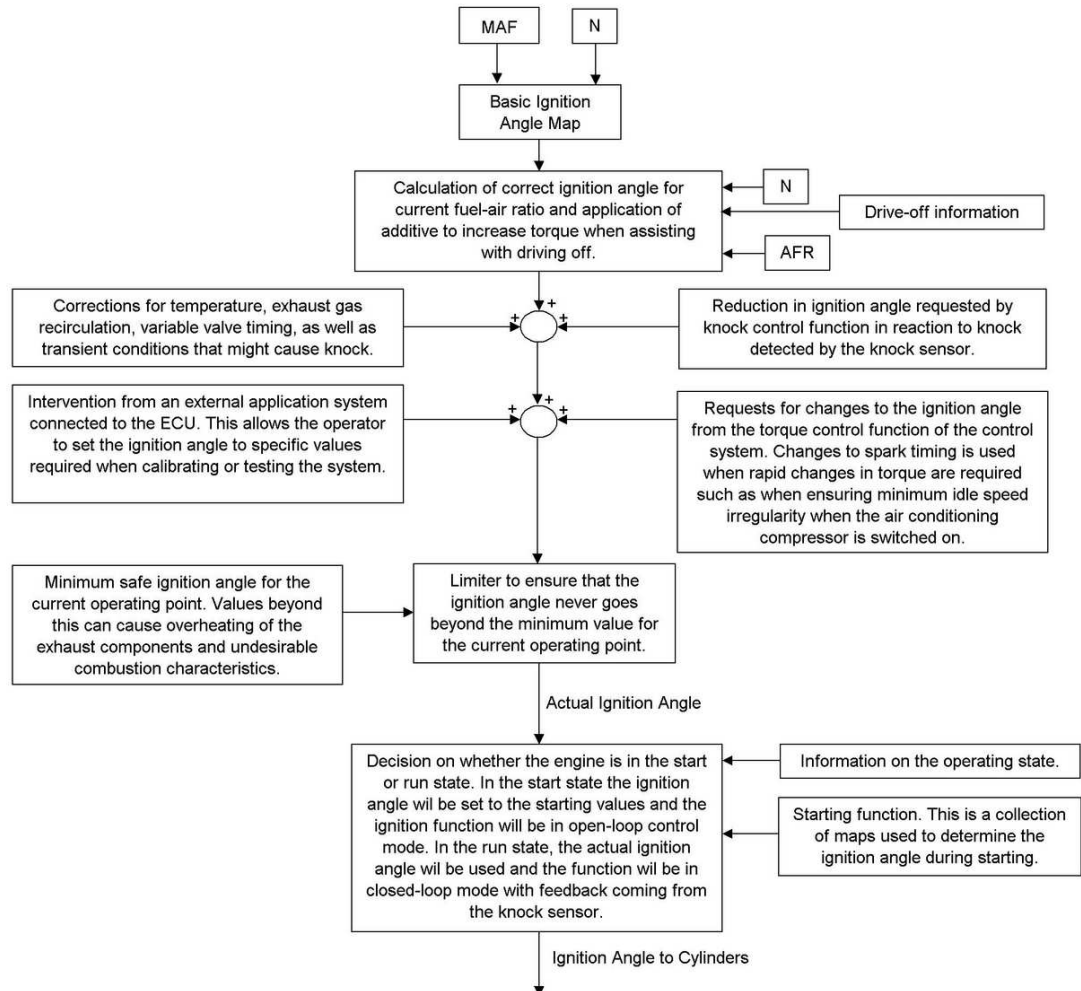 MAF
N
Basic Ignition
Angle Map
Calculation of correct ignition angle for
current fuel-air ratio and application of
additive to increase torque when assisting
with driving off.
N
Drive-off information
AFR
Corrections for temperature, exhaust gas
recirculation, variable valve timing, as well as
transient conditions that might cause knock.
+
+
+
Reduction in ignition angle requested by
knock control function in reaction to knock
detected by the knock sensor.
Intervention from an external application system
connected to the ECU. This allows the operator
to set the ignition angle to specific values
required when calibrating or testing the system.
+
+
+
Requests for changes to the ignition angle
from the torque control function of the control
system. Changes to spark timing is used
when rapid changes in torque are required
such as when ensuring minimum idle speed
irregularity when the air conditioning
compressor is switched on.
Minimum safe ignition angle for the
current operating point. Values beyond
this can cause overheating of the
exhaust components and undesirable
combustion characteristics.
Limiter to ensure that the
ignition angle never goes
beyond the minimum value for
the current operating point.
Actual Ignition Angle
Decision on whether the engine is in the start
or run state. In the start state the ignition
angle wil be set to the starting values and the
ignition function will be in open-loop control
mode. In the run state, the actual ignition
angle wil be used and the function wil be in
closed-loop mode with feedback coming from
the knock sensor.
Information on the operating state.
Starting function. This is a collection
of maps used to determine the
ignition angle during starting.
Ignition Angle to Cylinders